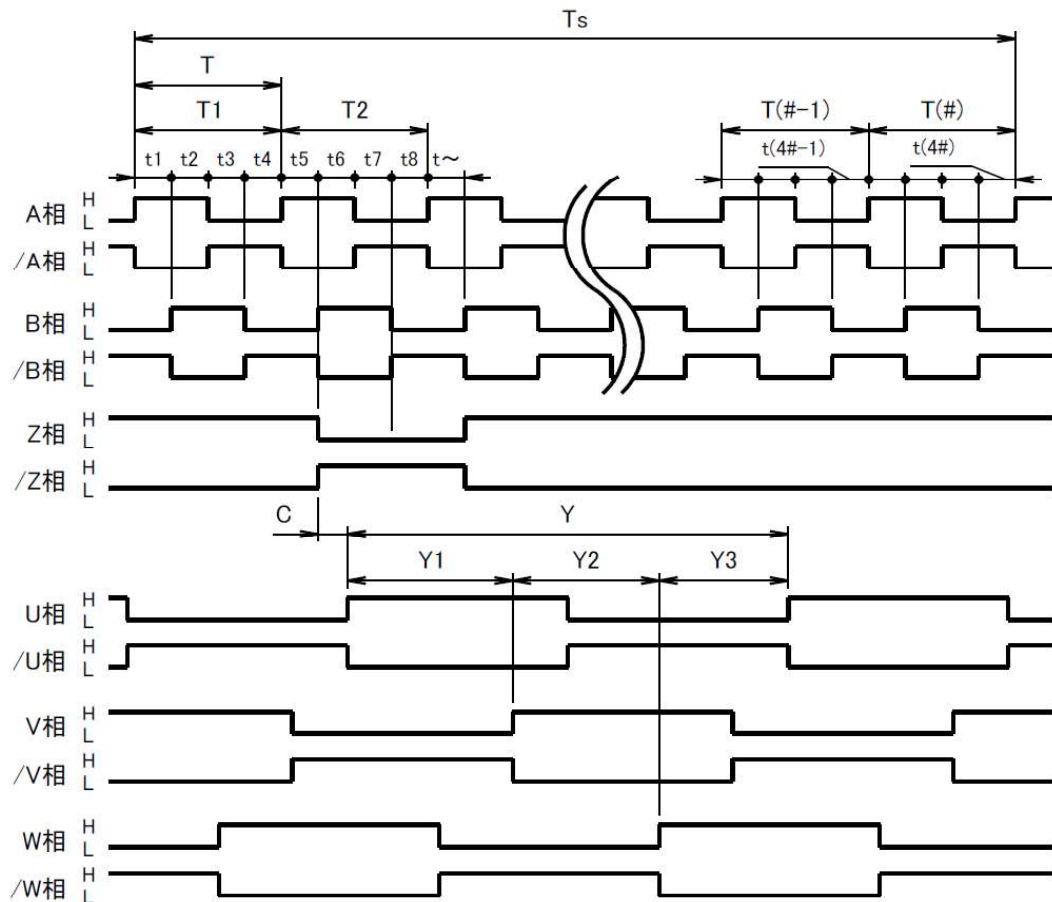 Ts
T
T1 T2 T(#-1) T(#)
t1 t2 t3 t4 t5 t6 t7 t8 t～ t(4#-1) t(4#)
A相 H L
/A相 H L
B相 H L
/B相 H L
Z相 H L
/Z相 H L
C Y
Y1 Y2 Y3
U相 H L
/U相 H L
V相 H L
/V相 H L
W相 H L
/W相 H L